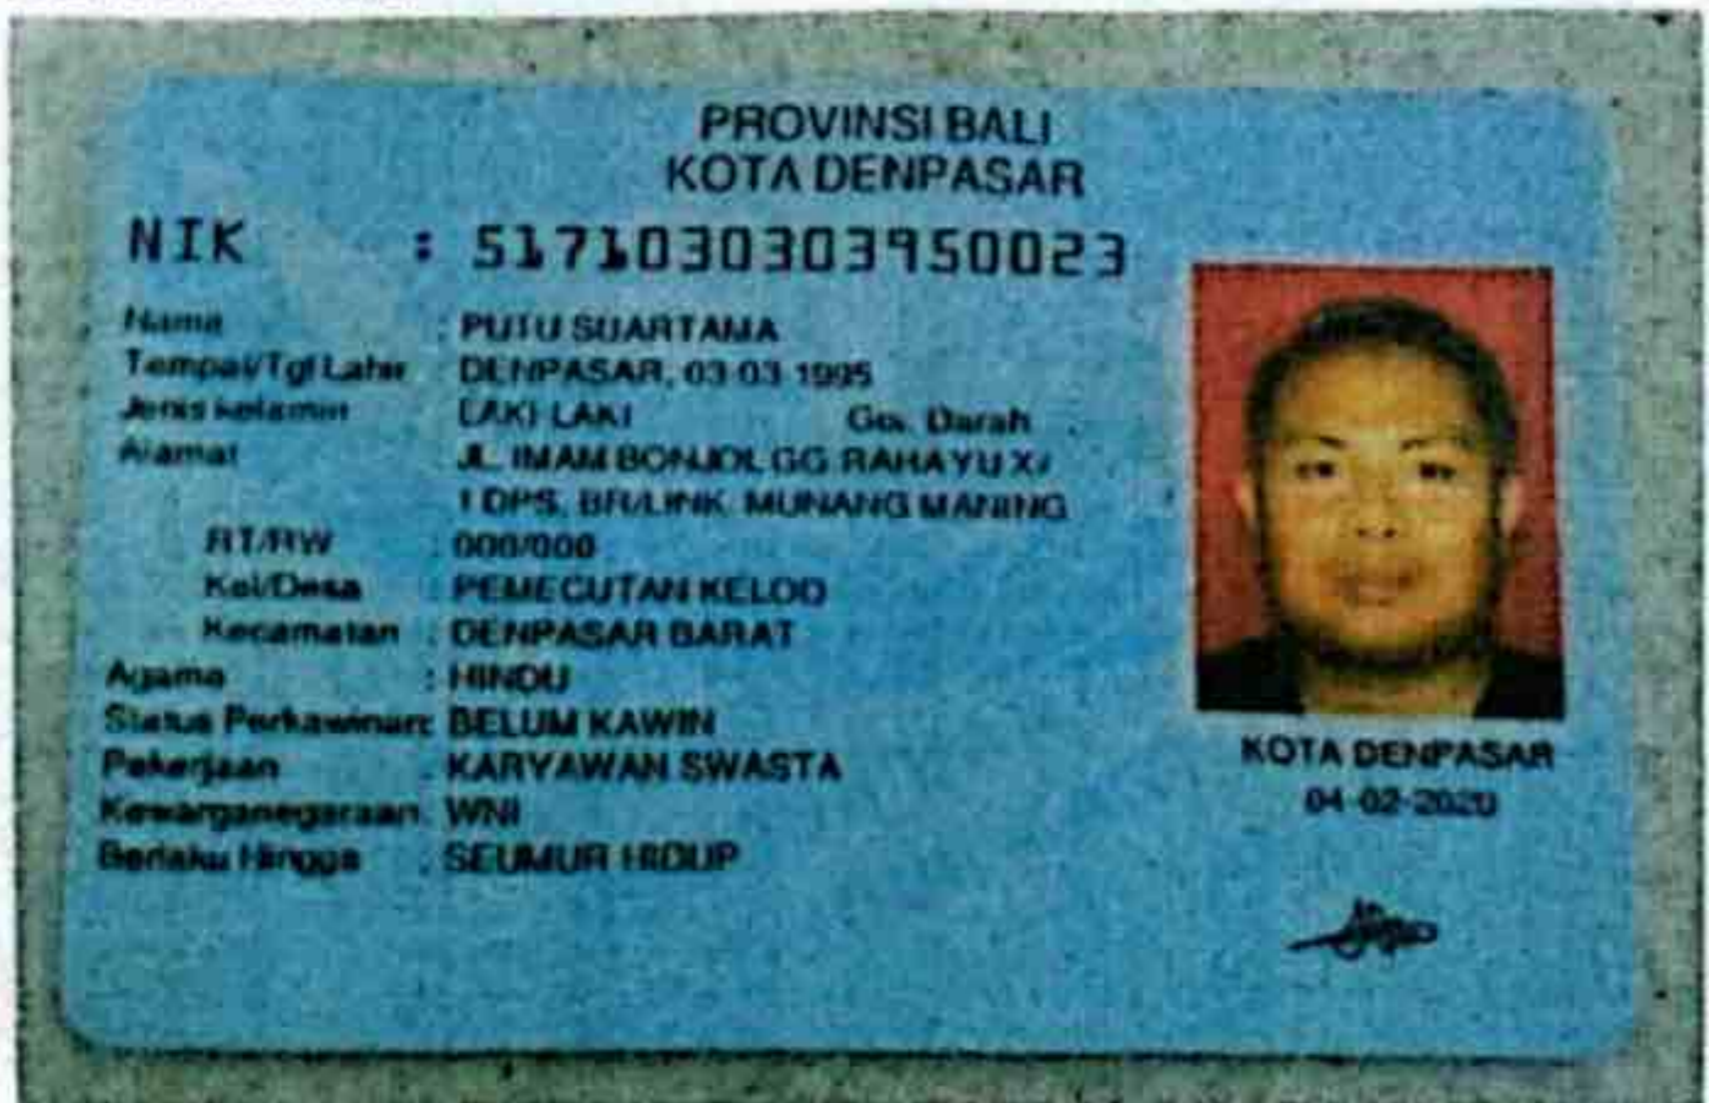 PROVINSI BALI
KOTA DENPASAR
NIK : 5171030303950023
Nama : PUTU SUARTAMA
Tempat/Tgl Lahir : DENPASAR, 03-03-1995
Jenis kelamin : LAKI-LAKI Gol. Darah :
Alamat : JL. IMAM BONJOL GG RAHAYU X/
1 DPS, BR/LINK. MUNANG MANING
RT/RW : 000/000
Kel/Desa : PEMECUTAN KELOD
Kecamatan : DENPASAR BARAT
Agama : HINDU
Status Perkawinan: BELUM KAWIN
Pekerjaan : KARYAWAN SWASTA
Kewarganegaraan: WNI
Berlaku Hingga : SEUMUR HIDUP
KOTA DENPASAR
04-02-2020